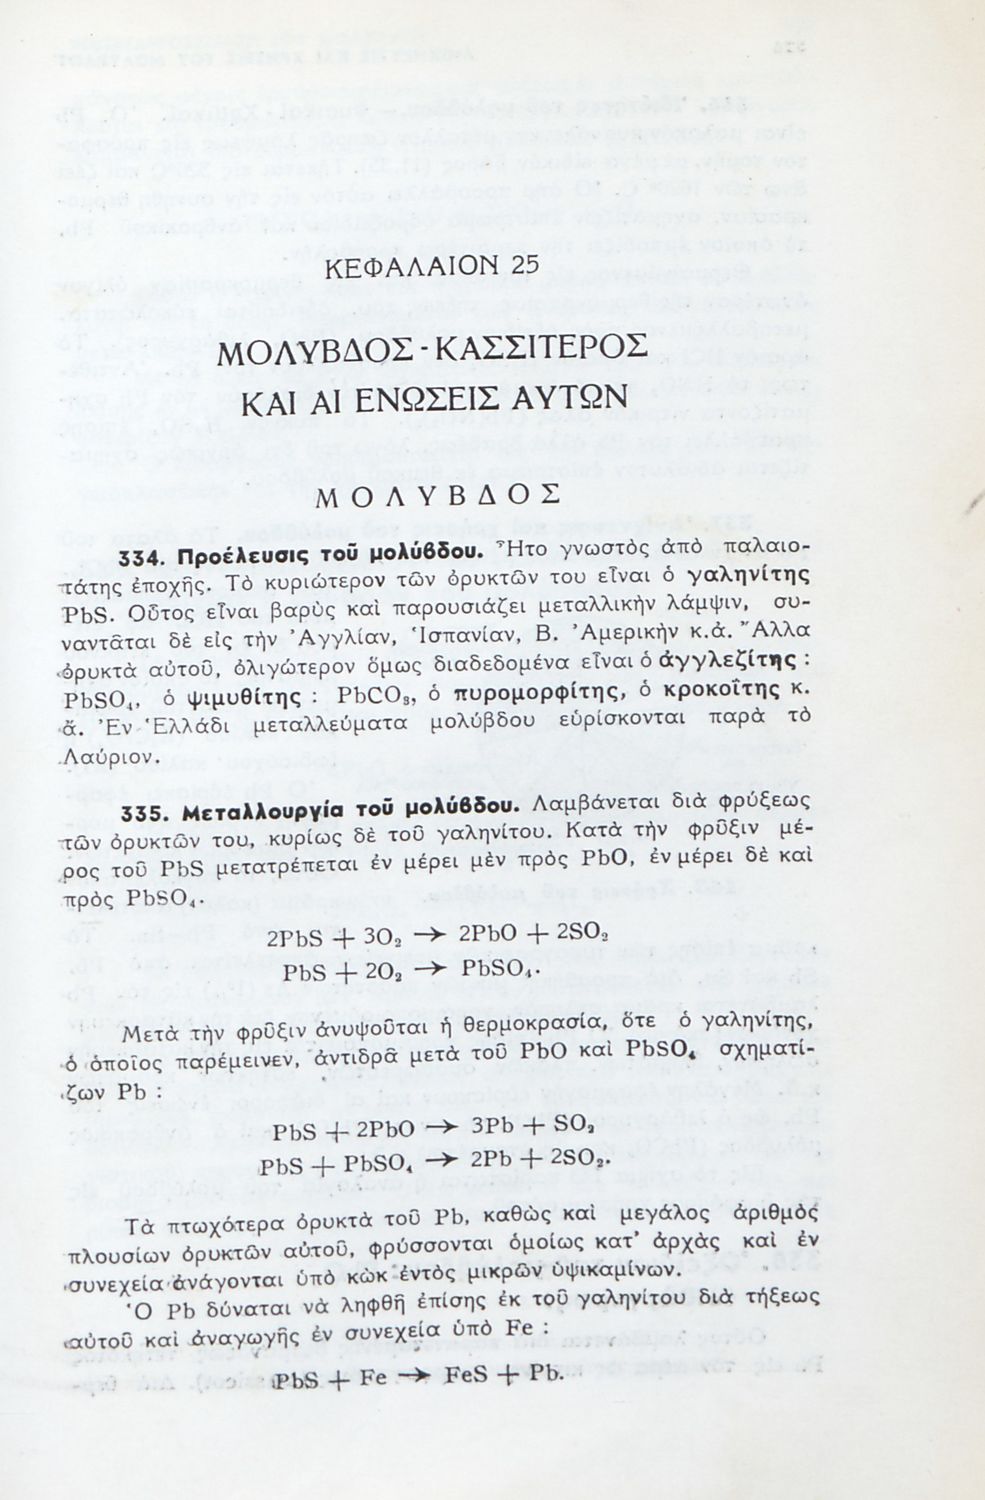 ΚΕΦΑΛΑΙΟΝ 25
ΜΟΛΥΒΔΟΣ - ΚΑΣΣΙΤΕΡΟΣ
ΚΑΙ ΑΙ ΕΝΩΣΕΙΣ ΑΥΤΩΝ
ΜΟΛΥΒΔΟΣ
334. Προέλευσις τοῦ μολύβδου. Ἦτο γνωστὸς ἀπὸ παλαιο-
τάτης ἐποχῆς. Τὸ κυριώτερον τῶν ὀρυκτῶν του εἶναι ὁ γαληνίτης
PbS. Οὗτος εἶναι βαρὺς καὶ παρουσιάζει μεταλλικὴν λάμψιν, συ-
ναντᾶται δὲ εἰς τὴν Ἀγγλίαν, Ἱσπανίαν, Β. Ἀμερικὴν κ.ἀ. Ἄλλα
ὀρυκτὰ αὐτοῦ, ὀλιγώτερον ὅμως διαδεδομένα εἶναι ὁ ἀγγλεζίτης :
PbSO₄, ὁ ψιμυθίτης : PbCO₃, ὁ πυρομορφίτης, ὁ κροκοΐτης κ.
ἄ. Ἐν Ἑλλάδι μεταλλεύματα μολύβδου εὑρίσκονται παρὰ τὸ
Λαύριον.
335. Μεταλλουργία τοῦ μολύβδου. Λαμβάνεται διὰ φρύξεως
τῶν ὀρυκτῶν του, κυρίως δὲ τοῦ γαληνίτου. Κατὰ τὴν φρῦξιν μέ-
ρος τοῦ PbS μετατρέπεται ἐν μέρει μὲν πρὸς PbO, ἐν μέρει δὲ καὶ
πρὸς PbSO₄.
2PbS + 3O₂ → 2PbO + 2SO₂
PbS + 2O₂ → PbSO₄.
Μετὰ τὴν φρῦξιν ἀνυψοῦται ἡ θερμοκρασία, ὅτε ὁ γαληνίτης,
ὁ ὁποῖος παρέμεινεν, ἀντιδρᾶ μετὰ τοῦ PbO καὶ PbSO₄ σχηματί-
ζων Pb :
PbS + 2PbO → 3Pb + SO₂
PbS + PbSO₄ → 2Pb + 2SO₂.
Τὰ πτωχότερα ὀρυκτὰ τοῦ Pb, καθὼς καὶ μεγάλος ἀριθμὸς
πλουσίων ὀρυκτῶν αὐτοῦ, φρύσσονται ὁμοίως κατ' ἀρχὰς καὶ ἐν
συνεχείᾳ ἀνάγονται ὑπὸ κὼκ ἐντὸς μικρῶν ὑψικαμίνων.
Ὁ Pb δύναται νὰ ληφθῆ ἐπίσης ἐκ τοῦ γαληνίτου διὰ τήξεως
αὐτοῦ καὶ ἀναγωγῆς ἐν συνεχεία ὑπὸ Fe :
PbS + Fe → FeS + Pb.